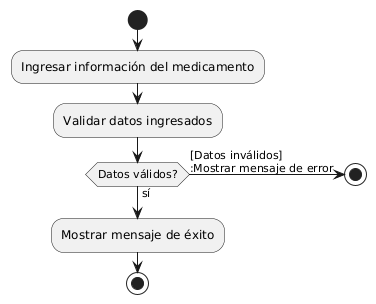 Ingresar información del medicamento
Validar datos ingresados
Datos válidos?
[Datos inválidos]
:Mostrar mensaje de error
sí
Mostrar mensaje de éxito